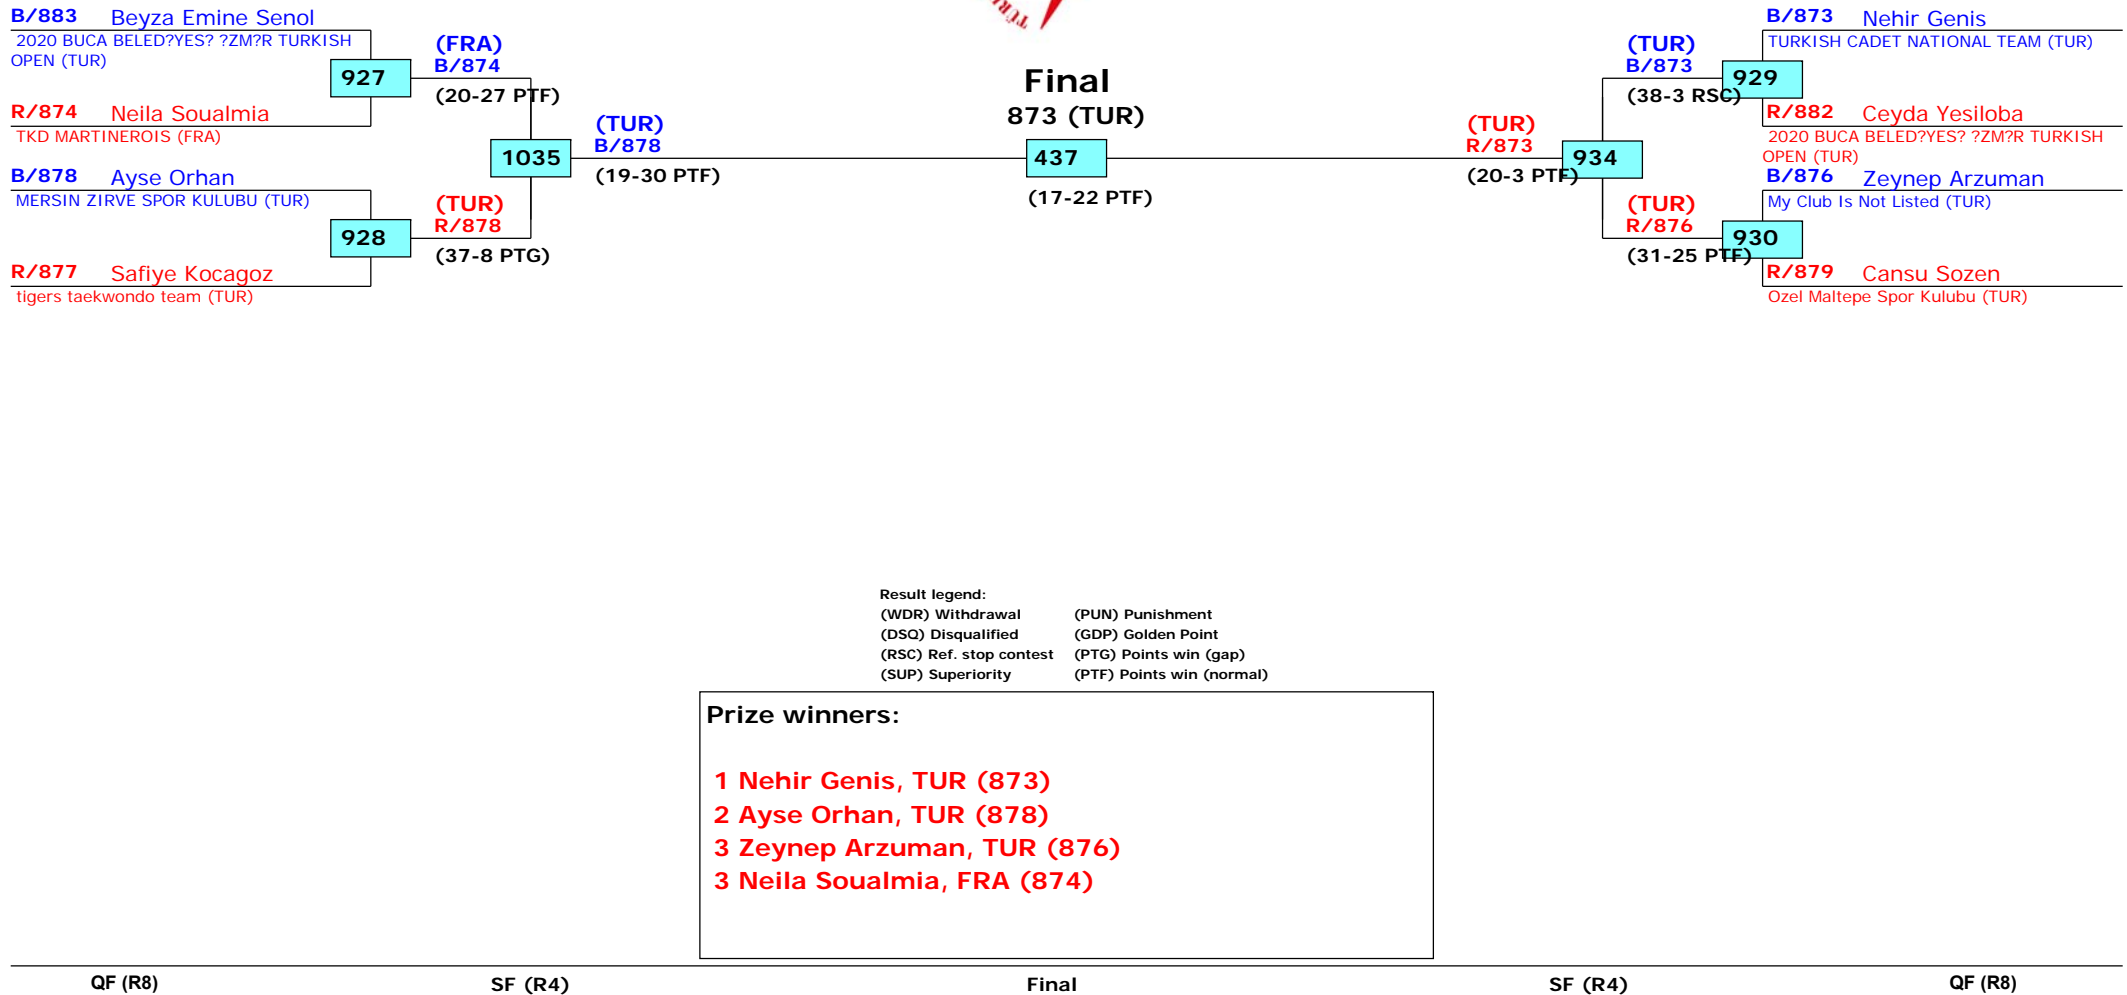 B/883 Beyza Emine Senol
2020 BUCA BELED?YES? ?ZM?R TURKISH
OPEN (TUR)
927
R/874 Neila Soualmia
TKD MARTINEROIS (FRA)
B/878 Ayse Orhan
MERSIN ZIRVE SPOR KULUBU (TUR)
928
R/877 Safiye Kocagoz
tigers taekwondo team (TUR)
(FRA)
B/874
(20-27 PTF)
1035
(TUR)
R/878
(37-8 PTG)
(TUR)
B/878
(19-30 PTF)
TÜRK
Final
873 (TUR)
437
(17-22 PTF)
(TUR)
R/873
(20-3 PTF)
934
(TUR)
B/873
(38-3 RSC)
(TUR)
R/876
(31-25 PTF)
B/873 Nehir Genis
TURKISH CADET NATIONAL TEAM (TUR)
929
R/882 Ceyda Yesiloba
2020 BUCA BELED?YES? ?ZM?R TURKISH
OPEN (TUR)
B/876 Zeynep Arzuman
My Club Is Not Listed (TUR)
930
R/879 Cansu Sozen
Ozel Maltepe Spor Kulubu (TUR)
Result legend:
(WDR) Withdrawal (PUN) Punishment
(DSQ) Disqualified (GDP) Golden Point
(RSC) Ref. stop contest (PTG) Points win (gap)
(SUP) Superiority (PTF) Points win (normal)
Prize winners:
1 Nehir Genis, TUR (873)
2 Ayse Orhan, TUR (878)
3 Zeynep Arzuman, TUR (876)
3 Neila Soualmia, FRA (874)
QF (R8) SF (R4) Final SF (R4) QF (R8)